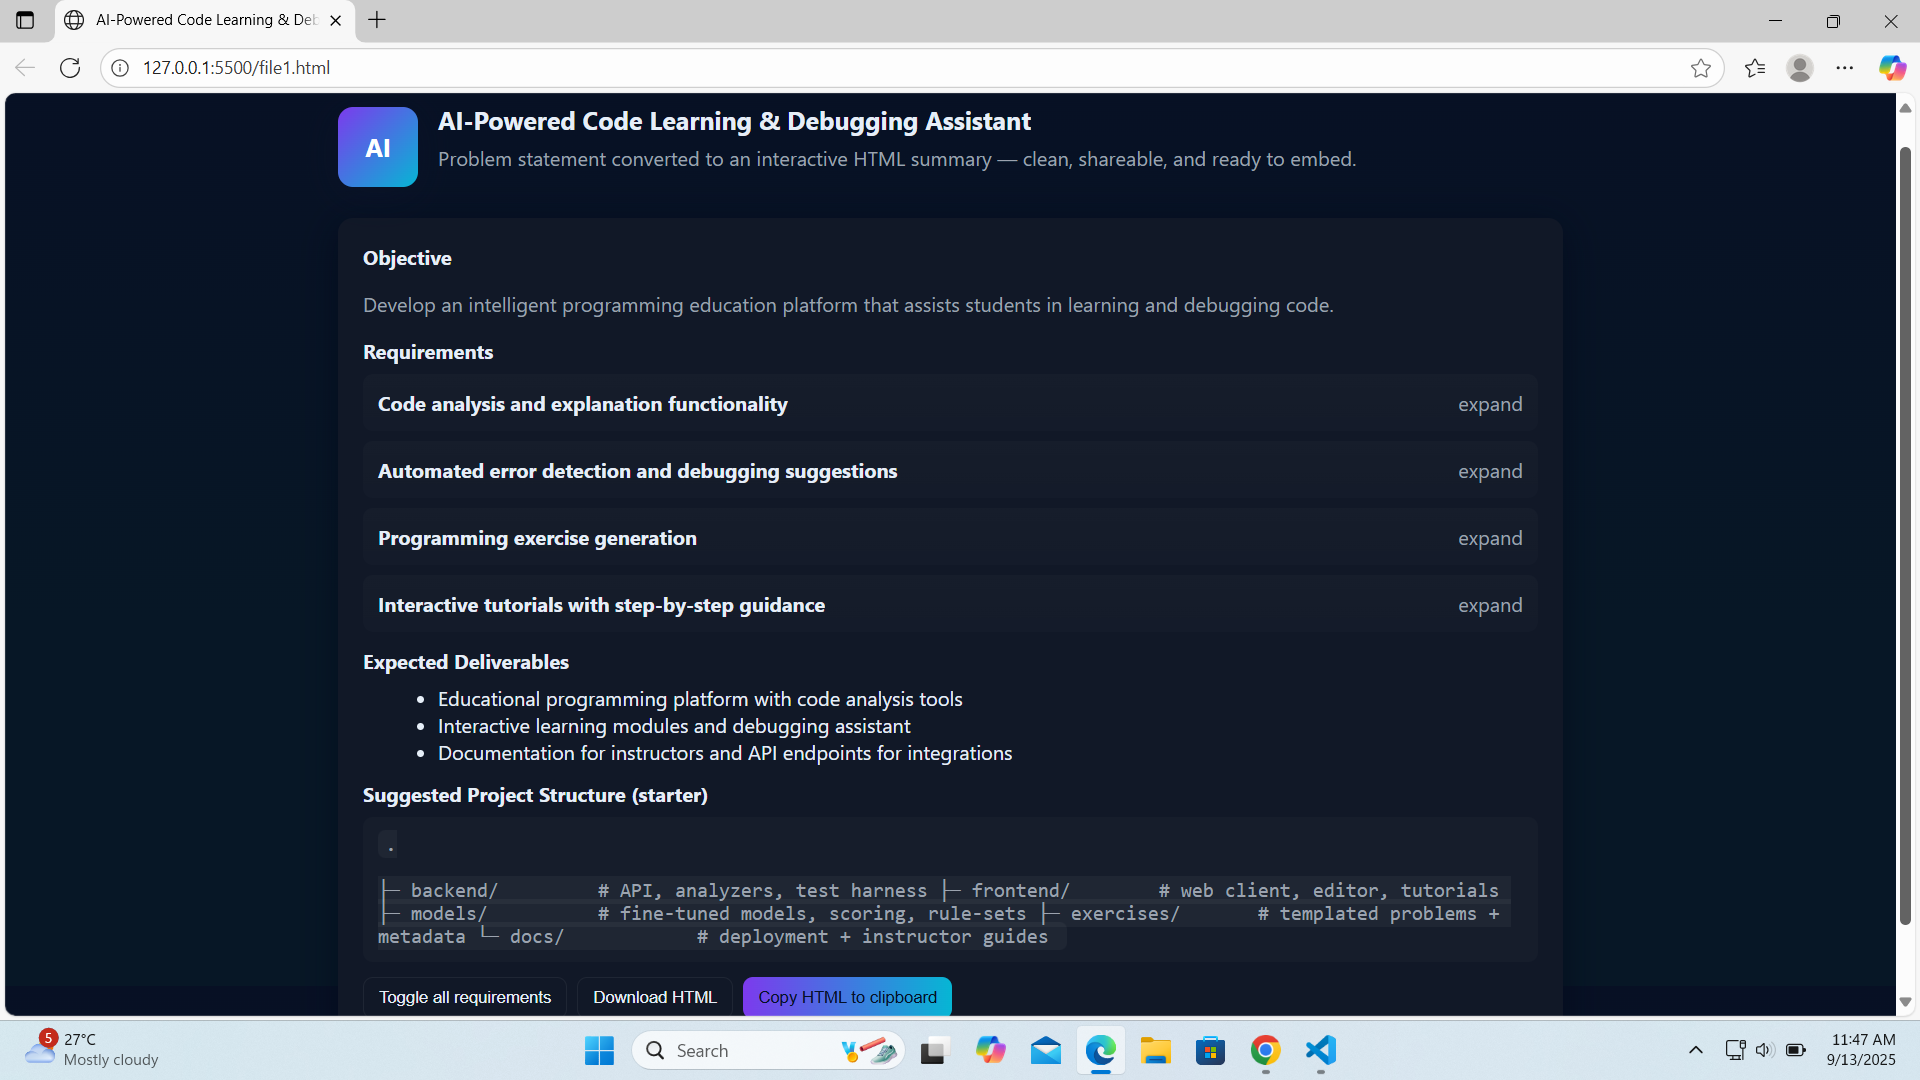 AI-Powered Code Learning & Deb
127.0.0.1:5500/file1.html
AI
AI-Powered Code Learning & Debugging Assistant
Problem statement converted to an interactive HTML summary — clean, shareable, and ready to embed.
Objective
Develop an intelligent programming education platform that assists students in learning and debugging code.
Requirements
Code analysis and explanation functionality expand
Automated error detection and debugging suggestions expand
Programming exercise generation expand
Interactive tutorials with step-by-step guidance expand
Expected Deliverables
• Educational programming platform with code analysis tools
• Interactive learning modules and debugging assistant
• Documentation for instructors and API endpoints for integrations
Suggested Project Structure (starter)
.
├─ backend/         # API, analyzers, test harness ├─ frontend/        # web client, editor, tutorials
├─ models/          # fine-tuned models, scoring, rule-sets ├─ exercises/       # templated problems +
metadata └─ docs/            # deployment + instructor guides
Toggle all requirements Download HTML Copy HTML to clipboard
5
27°C
Mostly cloudy
Search
11:47 AM
9/13/2025